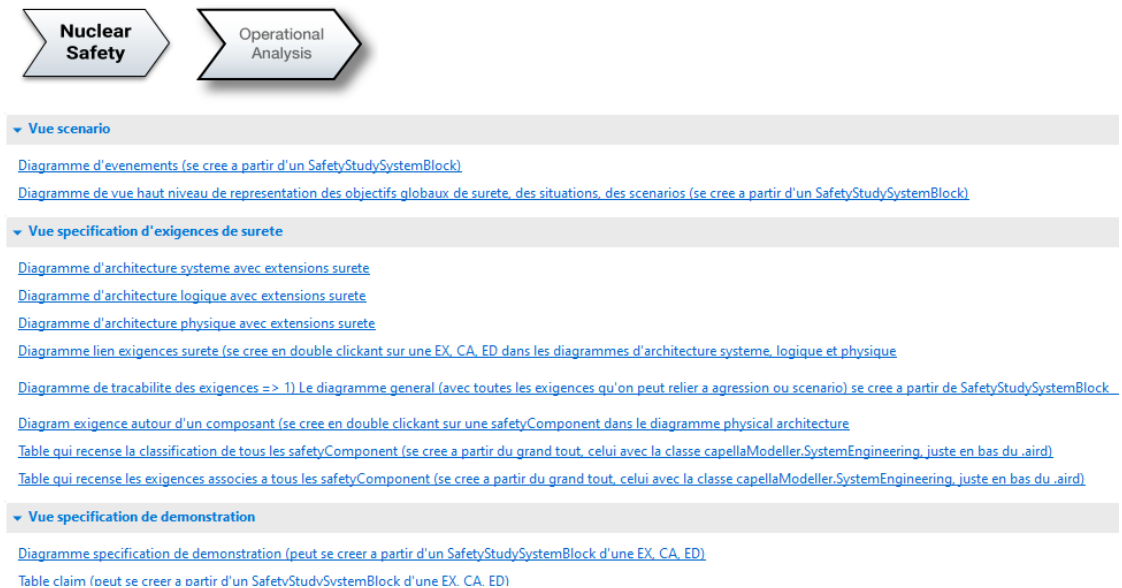 Nuclear
Safety
Operational
Analysis
Vue scenario
Diagramme d'evenements (se cree a partir d'un SafetyStudySystemBlock)
Diagramme de vue haut niveau de representation des objectifs globaux de surete, des situations, des scenarios (se cree a partir d'un SafetyStudySystemBlock)
Vue specification d'exigences de surete
Diagramme d'architecture systeme avec extensions surete
Diagramme d'architecture logique avec extensions surete
Diagramme d'architecture physique avec extensions surete
Diagramme lien exigences surete (se cree en double clickant sur une EX, CA, ED dans les diagrammes d'architecture systeme, logique et physique
Diagramme de tracabilite des exigences => 1) Le diagramme general (avec toutes les exigences qu'on peut relier a agression ou scenario) se cree a partir de SafetyStudySystemBlock
Diagram exigence autour d'un composant (se cree en double clickant sur une safetyComponent dans le diagramme physical architecture
Table qui recense la classification de tous les safetyComponent (se cree a partir du grand tout, celui avec la classe capellaModeller.SystemEngineering, juste en bas du .aird)
Table qui recense les exigences associes a tous les safetyComponent (se cree a partir du grand tout, celui avec la classe capellaModeller.SystemEngineering, juste en bas du .aird)
Vue specification de demonstration
Diagramme specification de demonstration (peut se creer a partir d'un SafetyStudySystemBlock d'une EX, CA, ED)
Table claim (peut se creer a partir d'un SafetyStudySystemBlock d'une EX, CA, ED)